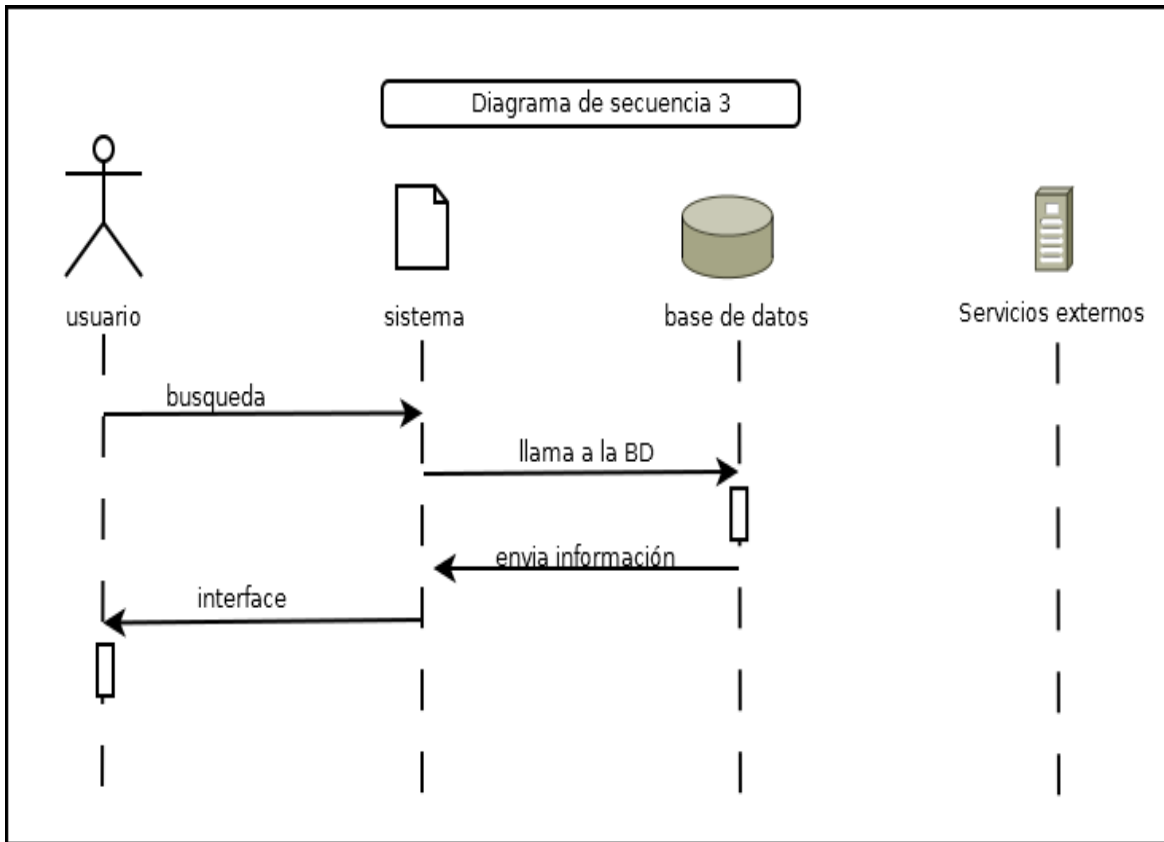 Diagrama de secuencia 3
usuario
sistema
base de datos
Servicios externos
busqueda
llama a la BD
envia información
interface